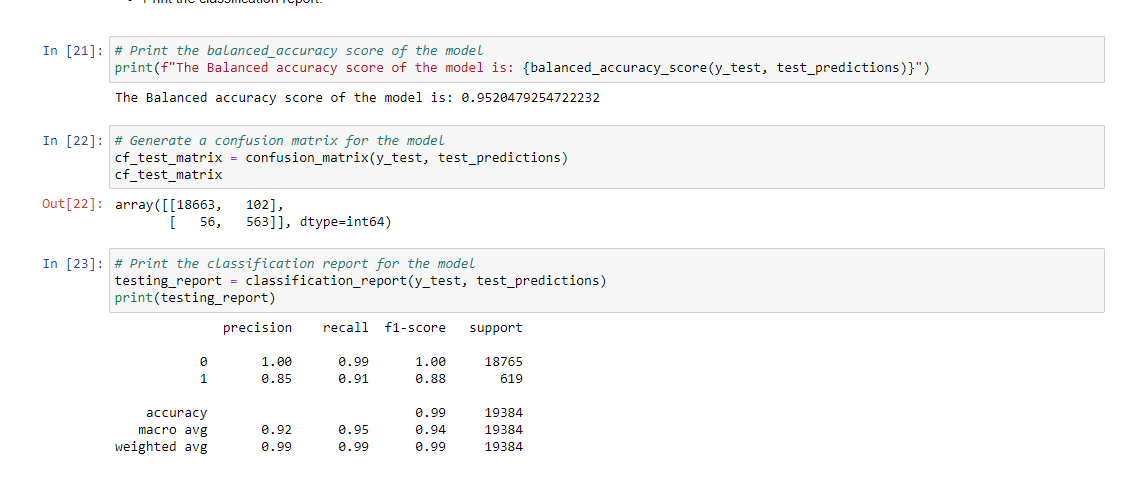 Print the classification report.
In [21]: # Print the balanced_accuracy score of the model
print(f"The Balanced accuracy score of the model is: {balanced_accuracy_score(y_test, test_predictions)}")
The Balanced accuracy score of the model is: 0.9520479254722232
In [22]: # Generate a confusion matrix for the model
cf_test_matrix = confusion_matrix(y_test, test_predictions)
cf_test_matrix
Out[22]: array([[18663, 102],
[ 56, 563]], dtype=int64)
In [23]: # Print the classification report for the model
testing_report = classification_report(y_test, test_predictions)
print(testing_report)
precision recall f1-score support
0 1.00 0.99 1.00 18765
1 0.85 0.91 0.88 619
accuracy 0.99 19384
macro avg 0.92 0.95 0.94 19384
weighted avg 0.99 0.99 0.99 19384